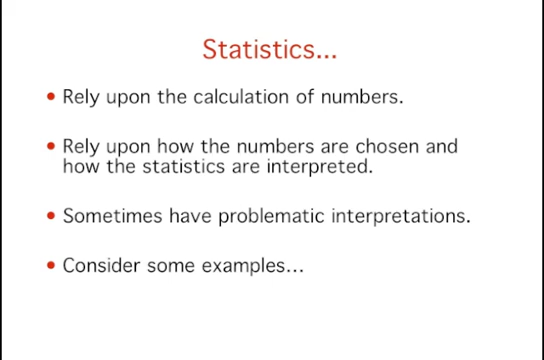 Statistics...
• Rely upon the calculation of numbers.
• Rely upon how the numbers are chosen and
how the statistics are interpreted.
• Sometimes have problematic interpretations.
• Consider some examples...